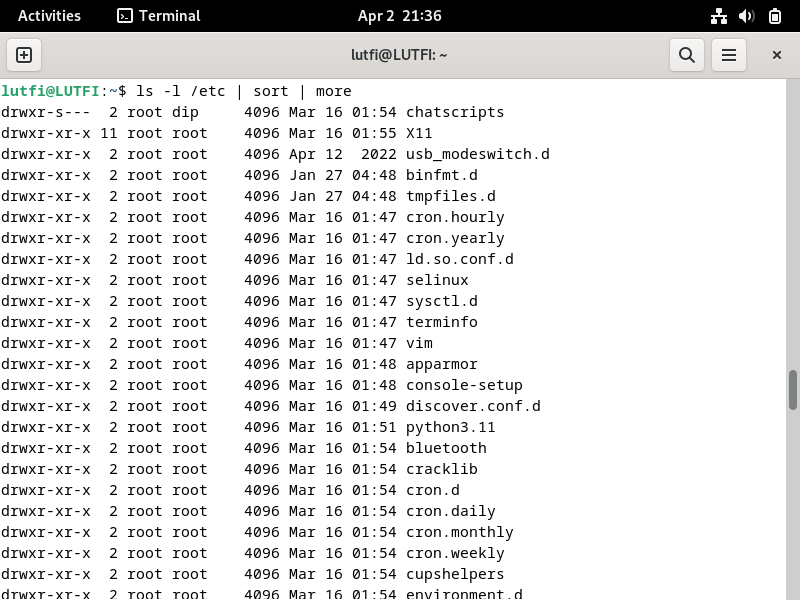 Activities Terminal Apr 2 21:36
lutfi@LUTFI: ~
lutfi@LUTFI:~$ ls -l /etc | sort | more
drwxr-s---  2 root dip     4096 Mar 16 01:54 chatscripts
drwxr-xr-x 11 root root    4096 Mar 16 01:55 X11
drwxr-xr-x  2 root root    4096 Apr 12  2022 usb_modeswitch.d
drwxr-xr-x  2 root root    4096 Jan 27 04:48 binfmt.d
drwxr-xr-x  2 root root    4096 Jan 27 04:48 tmpfiles.d
drwxr-xr-x  2 root root    4096 Mar 16 01:47 cron.hourly
drwxr-xr-x  2 root root    4096 Mar 16 01:47 cron.yearly
drwxr-xr-x  2 root root    4096 Mar 16 01:47 ld.so.conf.d
drwxr-xr-x  2 root root    4096 Mar 16 01:47 selinux
drwxr-xr-x  2 root root    4096 Mar 16 01:47 sysctl.d
drwxr-xr-x  2 root root    4096 Mar 16 01:47 terminfo
drwxr-xr-x  2 root root    4096 Mar 16 01:47 vim
drwxr-xr-x  2 root root    4096 Mar 16 01:48 apparmor
drwxr-xr-x  2 root root    4096 Mar 16 01:48 console-setup
drwxr-xr-x  2 root root    4096 Mar 16 01:49 discover.conf.d
drwxr-xr-x  2 root root    4096 Mar 16 01:51 python3.11
drwxr-xr-x  2 root root    4096 Mar 16 01:54 bluetooth
drwxr-xr-x  2 root root    4096 Mar 16 01:54 cracklib
drwxr-xr-x  2 root root    4096 Mar 16 01:54 cron.d
drwxr-xr-x  2 root root    4096 Mar 16 01:54 cron.daily
drwxr-xr-x  2 root root    4096 Mar 16 01:54 cron.monthly
drwxr-xr-x  2 root root    4096 Mar 16 01:54 cron.weekly
drwxr-xr-x  2 root root    4096 Mar 16 01:54 cupshelpers
drwxr-xr-x  2 root root    4096 Mar 16 01:54 environment.d